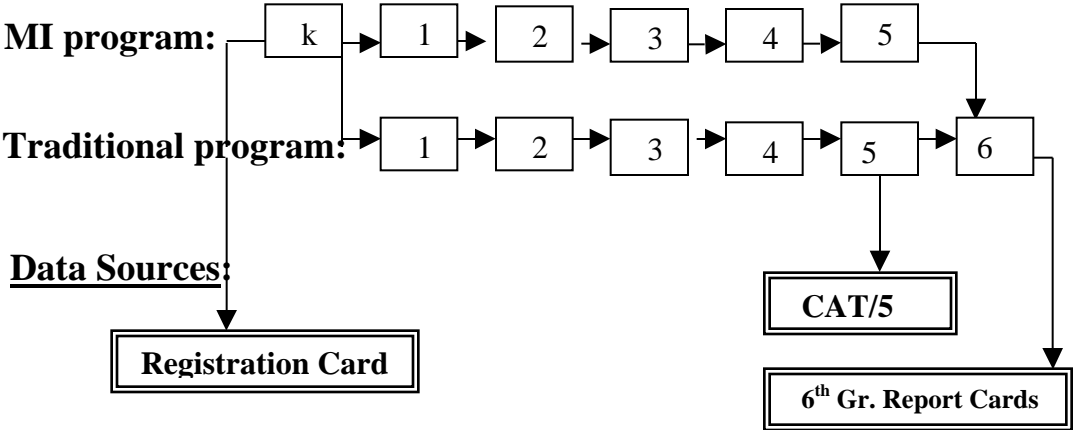 MI program: k 1 2 3 4 5
Traditional program: 1 2 3 4 5 6
Data Sources:
CAT/5
Registration Card
6th Gr. Report Cards